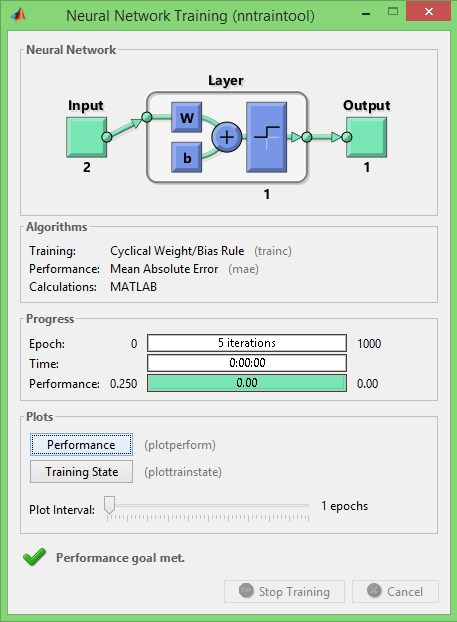 Neural Network Training (nntraintool)
Neural Network
Layer
Input
Output
W
b
+
2
1
1
Algorithms
Training: Cyclical Weight/Bias Rule (trainc)
Performance: Mean Absolute Error (mae)
Calculations: MATLAB
Progress
Epoch: 0 5 iterations 1000
Time: 0:00:00
Performance: 0.250 0.00 0.00
Plots
Performance (plotperform)
Training State (plottrainstate)
Plot Interval: 1 epochs
Performance goal met.
Stop Training Cancel